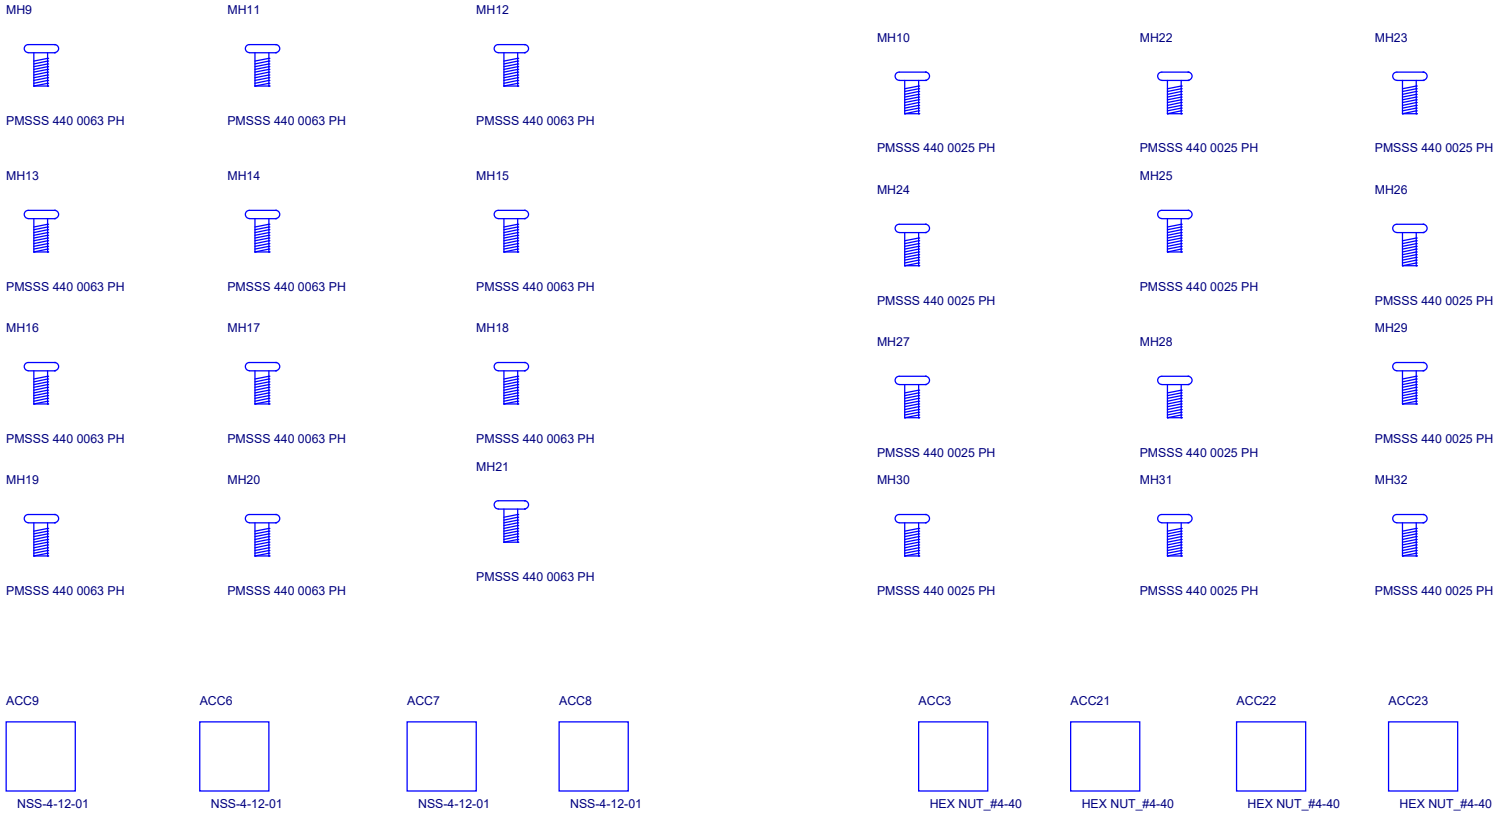 MH9 MH11 MH12
PMSSS 440 0063 PH PMSSS 440 0063 PH PMSSS 440 0063 PH
MH13 MH14 MH15
PMSSS 440 0063 PH PMSSS 440 0063 PH PMSSS 440 0063 PH
MH16 MH17 MH18
PMSSS 440 0063 PH PMSSS 440 0063 PH PMSSS 440 0063 PH
MH19 MH20 MH21
PMSSS 440 0063 PH PMSSS 440 0063 PH PMSSS 440 0063 PH
MH10 MH22 MH23
PMSSS 440 0025 PH PMSSS 440 0025 PH PMSSS 440 0025 PH
MH24 MH25 MH26
PMSSS 440 0025 PH PMSSS 440 0025 PH PMSSS 440 0025 PH
MH27 MH28 MH29
PMSSS 440 0025 PH PMSSS 440 0025 PH PMSSS 440 0025 PH
MH30 MH31 MH32
PMSSS 440 0025 PH PMSSS 440 0025 PH PMSSS 440 0025 PH
ACC9 ACC6 ACC7 ACC8
NSS-4-12-01 NSS-4-12-01 NSS-4-12-01 NSS-4-12-01
ACC3 ACC21 ACC22 ACC23
HEX NUT_#4-40 HEX NUT_#4-40 HEX NUT_#4-40 HEX NUT_#4-40